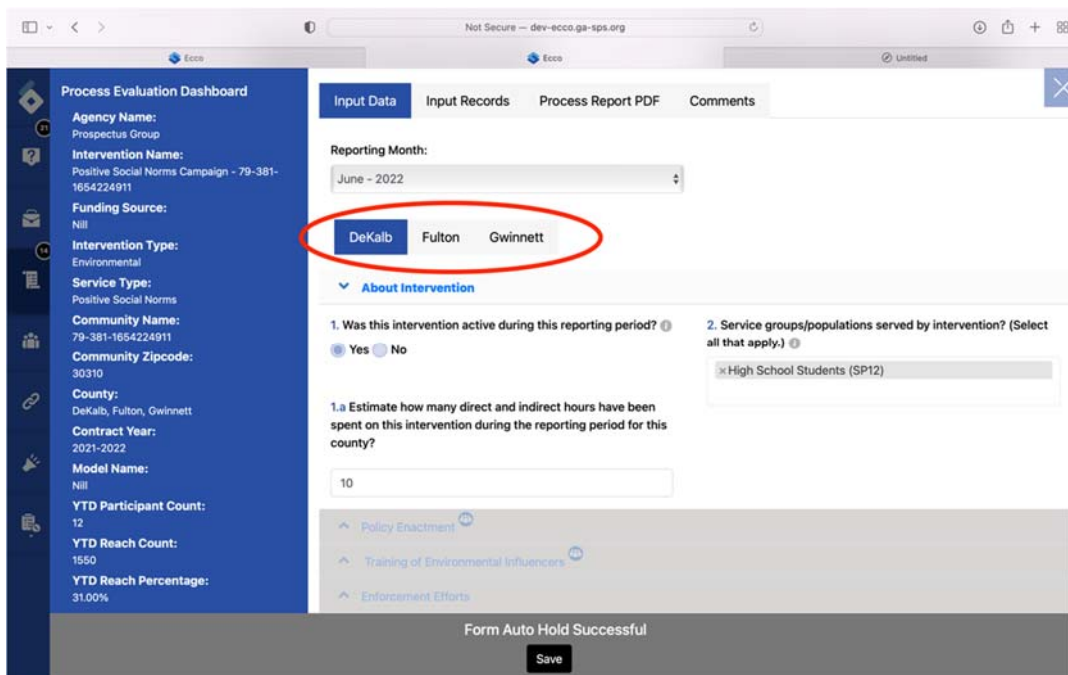 Not Secure — dev-ecco.ga-sps.org
Ecco
Ecco
Untitled
21
14
Process Evaluation Dashboard
Agency Name:
Prospectus Group
Intervention Name:
Positive Social Norms Campaign - 79-381-
1654224911
Funding Source:
Nill
Intervention Type:
Environmental
Service Type:
Positive Social Norms
Community Name:
79-381-1654224911
Community Zipcode:
30310
County:
DeKalb, Fulton, Gwinnett
Contract Year:
2021-2022
Model Name:
Nill
YTD Participant Count:
12
YTD Reach Count:
1550
YTD Reach Percentage:
31.00%
Input Data Input Records Process Report PDF Comments
Reporting Month:
June - 2022
DeKalb Fulton Gwinnett
About Intervention
1. Was this intervention active during this reporting period?
Yes No
2. Service groups/populations served by intervention? (Select
all that apply.)
×High School Students (SP12)
1.a Estimate how many direct and indirect hours have been
spent on this intervention during the reporting period for this
county?
10
Policy Enactment
Training of Environmental Influencers
Enforcement Efforts
Form Auto Hold Successful
Save